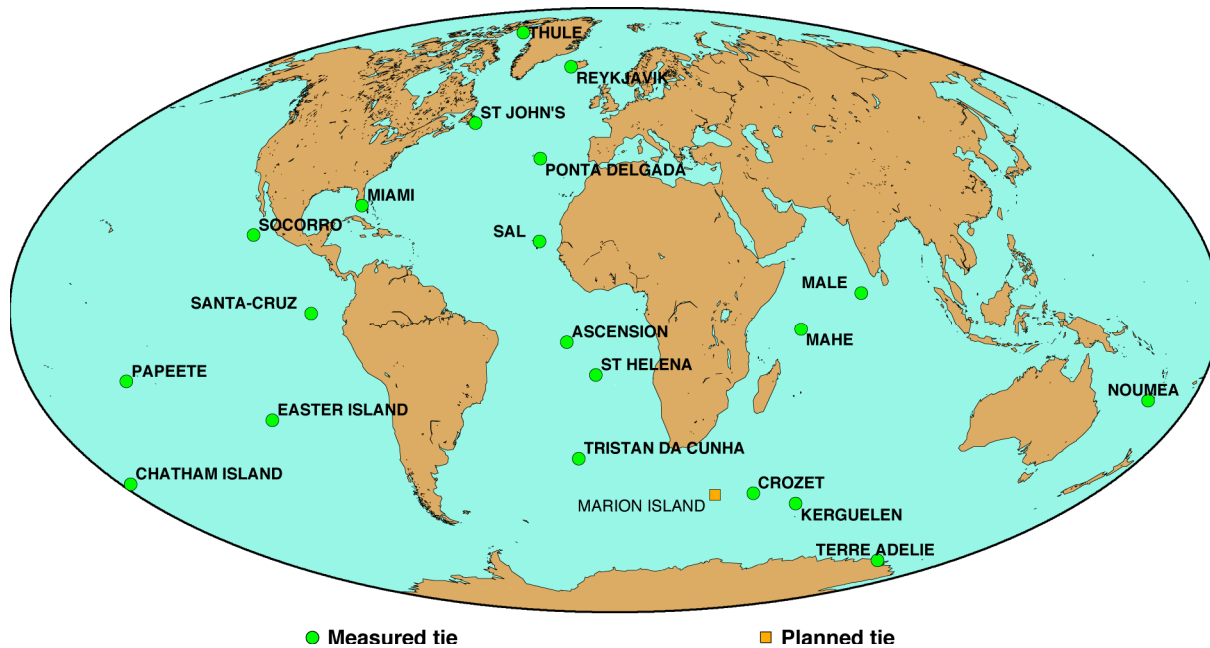 THULE
REYKJAVIK
ST JOHN'S
PONTA DELGADA
MIAMI
SOCORRO
SAL
MALE
SANTA-CRUZ
ASCENSION
MAHE
ST HELENA
PAPEETE
NOUMEA
EASTER ISLAND
TRISTAN DA CUNHA
CHATHAM ISLAND
CROZET
MARION ISLAND
KERGUELEN
TERRE ADELIE
Measured tie
Planned tie